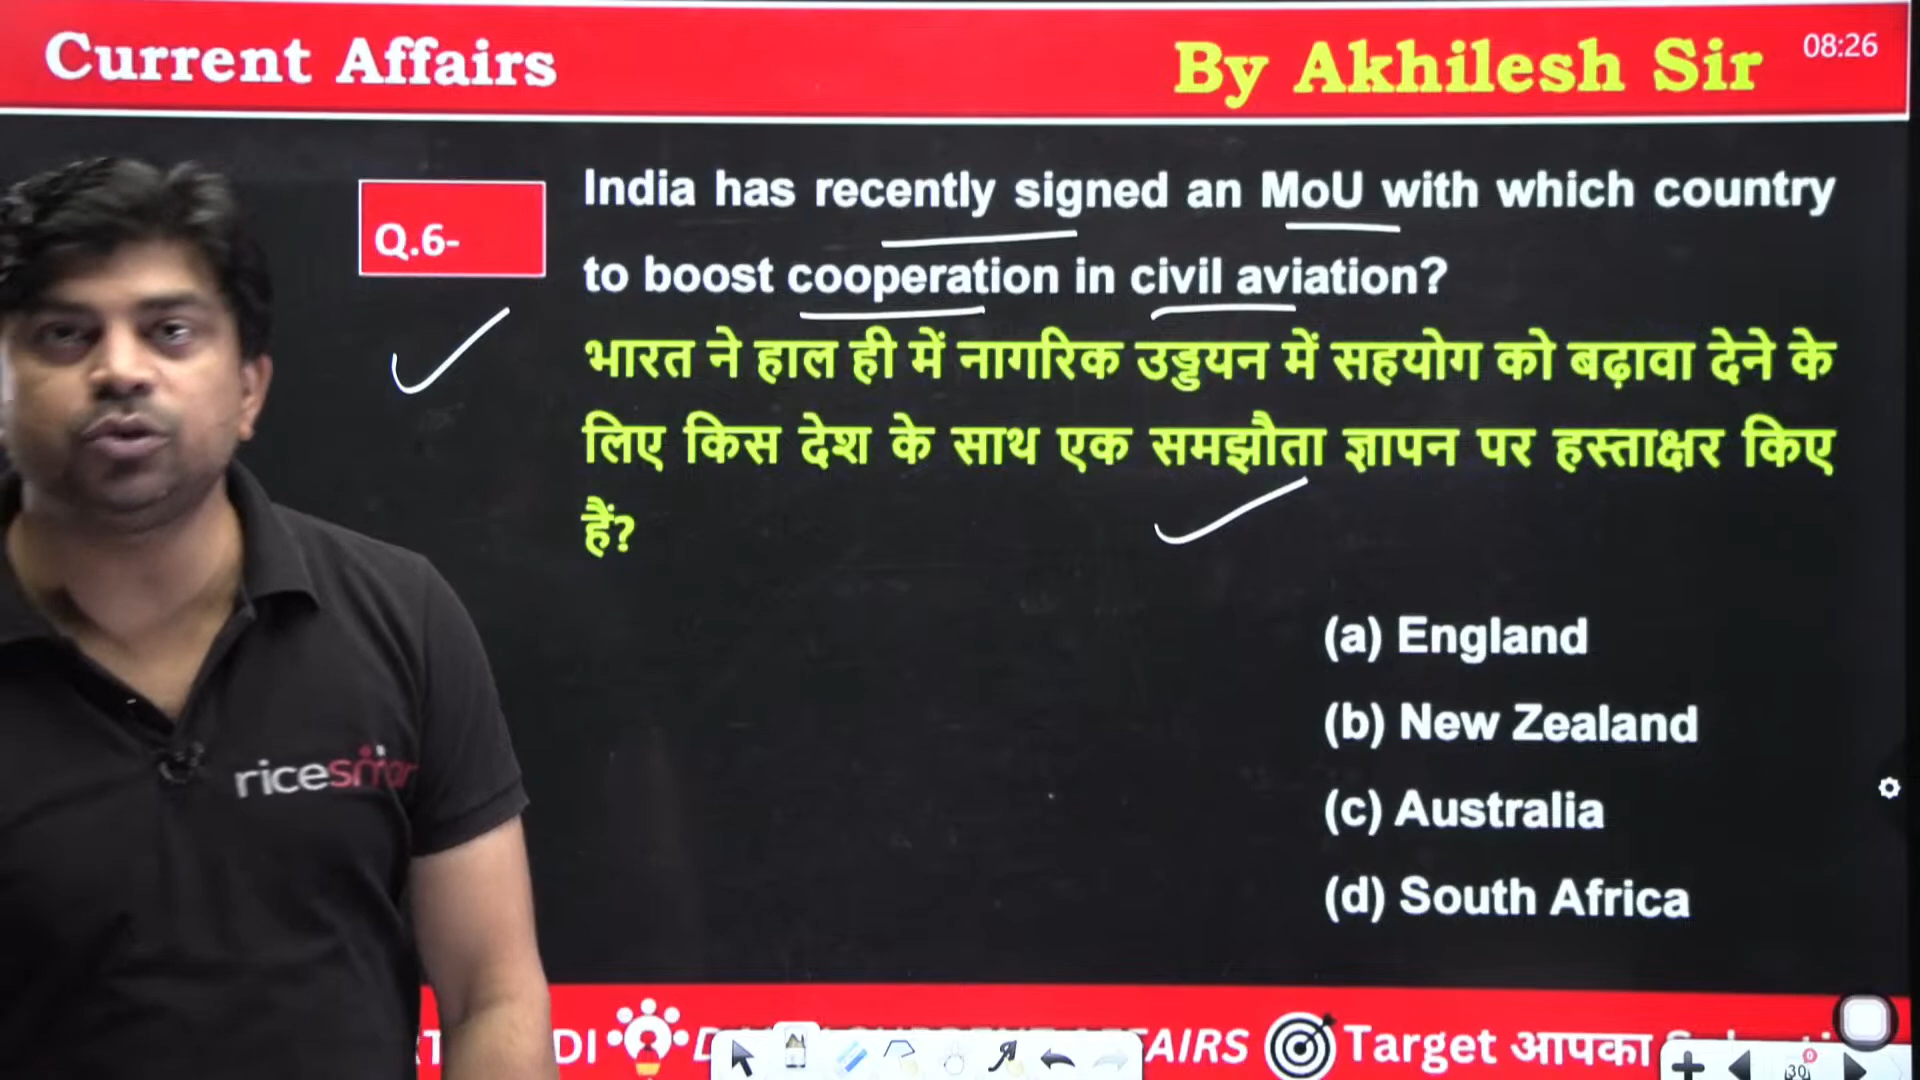 Current Affairs
By Akhilesh Sir
08:26
Q.6-
India has recently signed an MoU with which country
to boost cooperation in civil aviation?
भारत ने हाल ही में नागरिक उड्डयन में सहयोग को बढ़ावा देने के
लिए किस देश के साथ एक समझौता ज्ञापन पर हस्ताक्षर किए
हैं?
(a) England
(b) New Zealand
(c) Australia
(d) South Africa
ricesmart
Target आपका
30